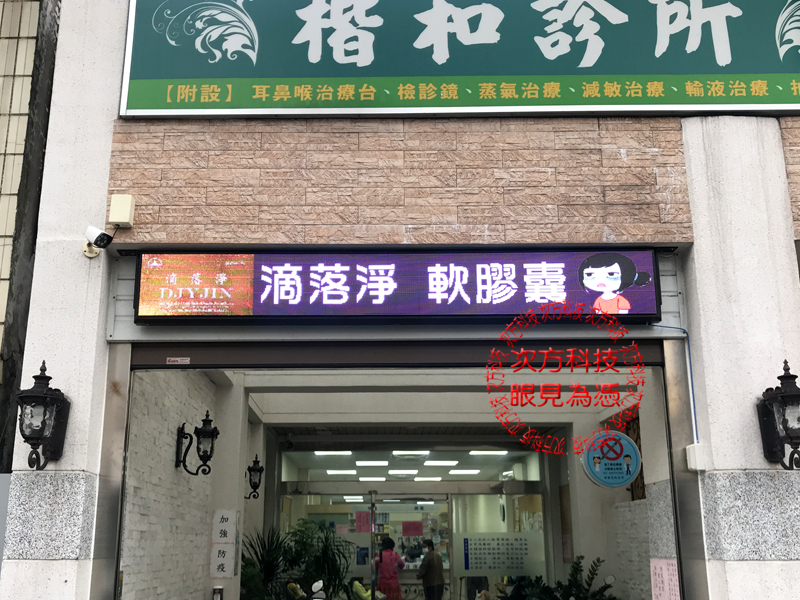 楷和診所
【附設】耳鼻喉治療台、檢診鏡、蒸氣治療、減敏治療、輸液治療、
滴落淨
DJYJIN
滴落淨 軟膠囊
次方科技
眼見為憑
加強
防疫